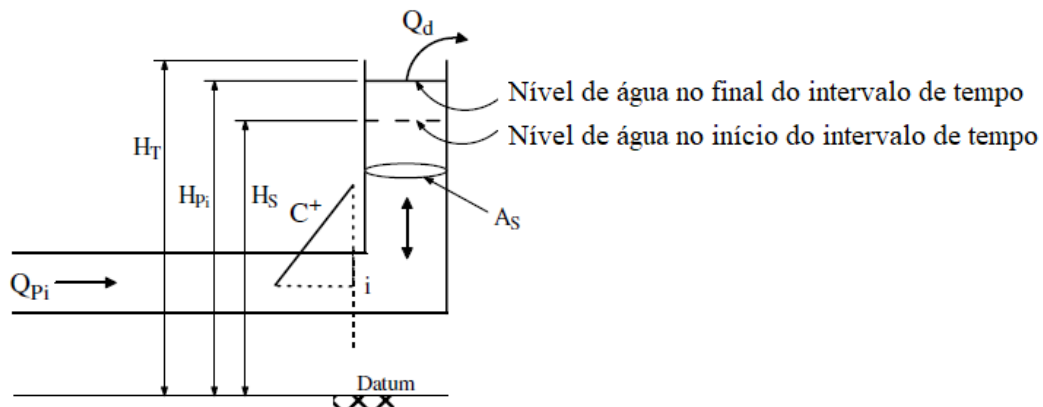 Q_d
Nível de água no final do intervalo de tempo
Nível de água no início do intervalo de tempo
H_T
H_Pi
H_S
C^+
A_S
Q_Pi
i
Datum